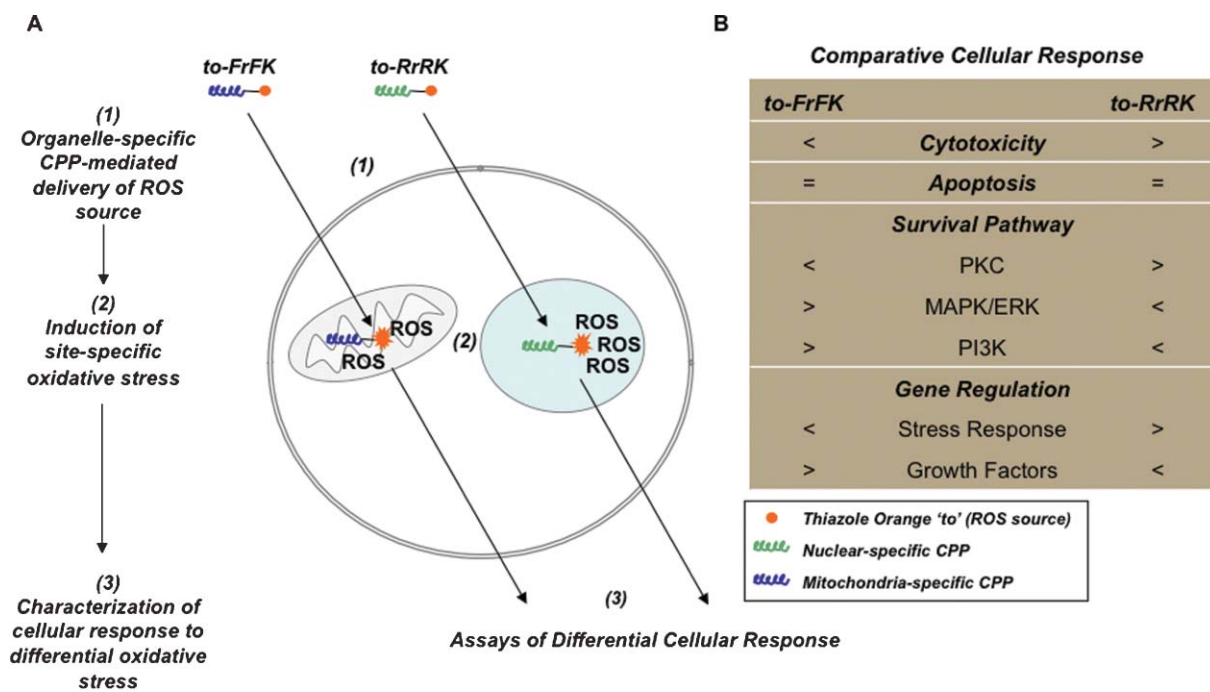 A
to-FrFK
to-RrRK
(1)
Organelle-specific
CPP-mediated
delivery of ROS
source
(2)
Induction of
site-specific
oxidative stress
(3)
Characterization of
cellular response to
differential oxidative
stress
(1)
ROS
ROS
(2)
ROS
ROS
ROS
(3)
Assays of Differential Cellular Response
B
Comparative Cellular Response
to-FrFK to-RrRK
< Cytotoxicity >
= Apoptosis =
Survival Pathway
< PKC >
> MAPK/ERK <
> PI3K <
Gene Regulation
< Stress Response >
> Growth Factors <
Thiazole Orange 'to' (ROS source)
Nuclear-specific CPP
Mitochondria-specific CPP